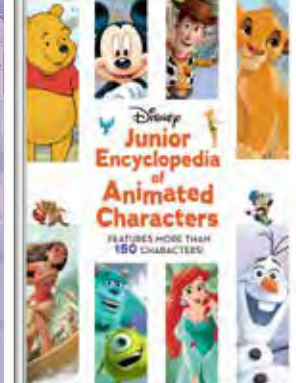 Disney
Junior
Encyclopedia
of
Animated
Characters
FEATURES MORE THAN
150 CHARACTERS!